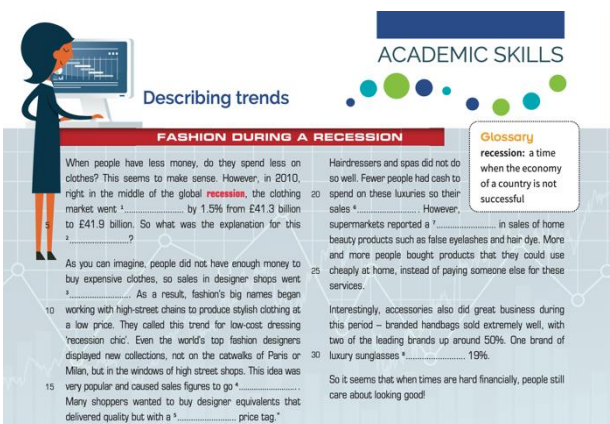 ACADEMIC SKILLS
Describing trends
FASHION DURING A RECESSION
Glossary
recession: a time
when the economy
of a country is not
successful
When people have less money, do they spend less on
clothes? This seems to make sense. However, in 2010,
right in the middle of the global recession, the clothing
market went 1........................ by 1.5% from £41.3 billion
5 to £41.9 billion. So what was the explanation for this
2........................?
As you can imagine, people did not have enough money to
buy expensive clothes, so sales in designer shops went
3........................ As a result, fashion's big names began
10 working with high-street chains to produce stylish clothing at
a low price. They called this trend for low-cost dressing
'recession chic'. Even the world's top fashion designers
displayed new collections, not on the catwalks of Paris or
Milan, but in the windows of high street shops. This idea was
15 very popular and caused sales figures to go 4........................ .
Many shoppers wanted to buy designer equivalents that
delivered quality but with a 5........................ price tag."
Hairdressers and spas did not do
so well. Fewer people had cash to
20 spend on these luxuries so their
sales 6........................ . However,
supermarkets reported a 7........................ in sales of home
beauty products such as false eyelashes and hair dye. More
and more people bought products that they could use
25 cheaply at home, instead of paying someone else for these
services.
Interestingly, accessories also did great business during
this period – branded handbags sold extremely well, with
two of the leading brands up around 50%. One brand of
30 luxury sunglasses 8........................ 19%.
So it seems that when times are hard financially, people still
care about looking good!